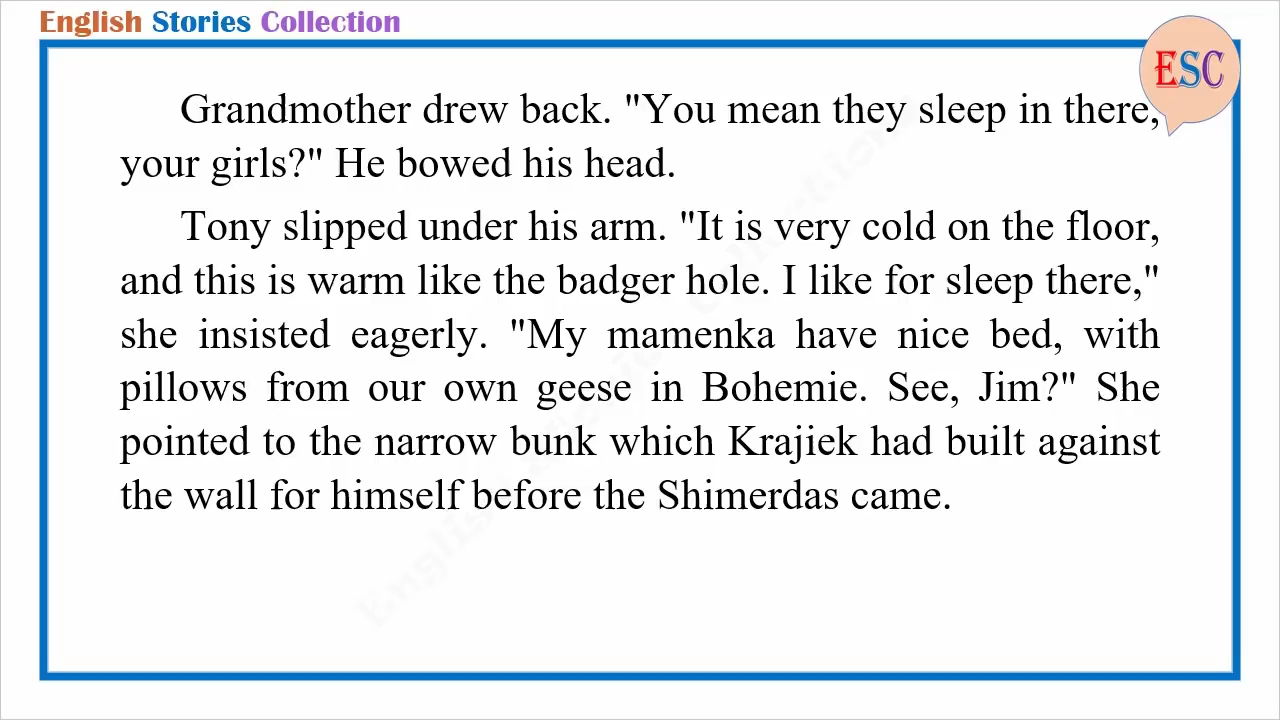 English Stories Collection
ESC
Grandmother drew back. "You mean they sleep in there,
your girls?" He bowed his head.
Tony slipped under his arm. "It is very cold on the floor,
and this is warm like the badger hole. I like for sleep there,"
she insisted eagerly. "My mamenka have nice bed, with
pillows from our own geese in Bohemie. See, Jim?" She
pointed to the narrow bunk which Krajiek had built against
the wall for himself before the Shimerdas came.
English Stories Collection